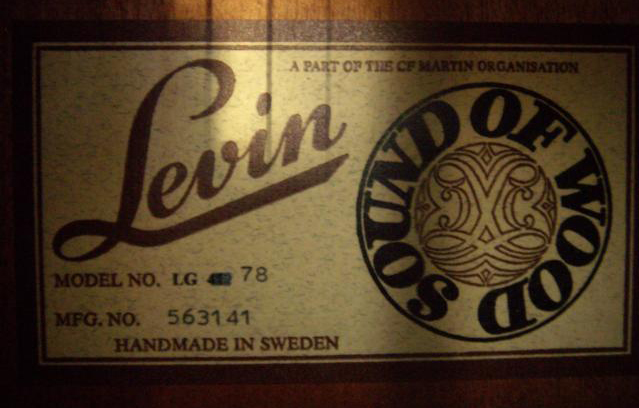 A PART OF THE CF MARTIN ORGANISATION
Levin
SOUND OF WOOD
MODEL NO. LG 78
MFG. NO. 563141
HANDMADE IN SWEDEN